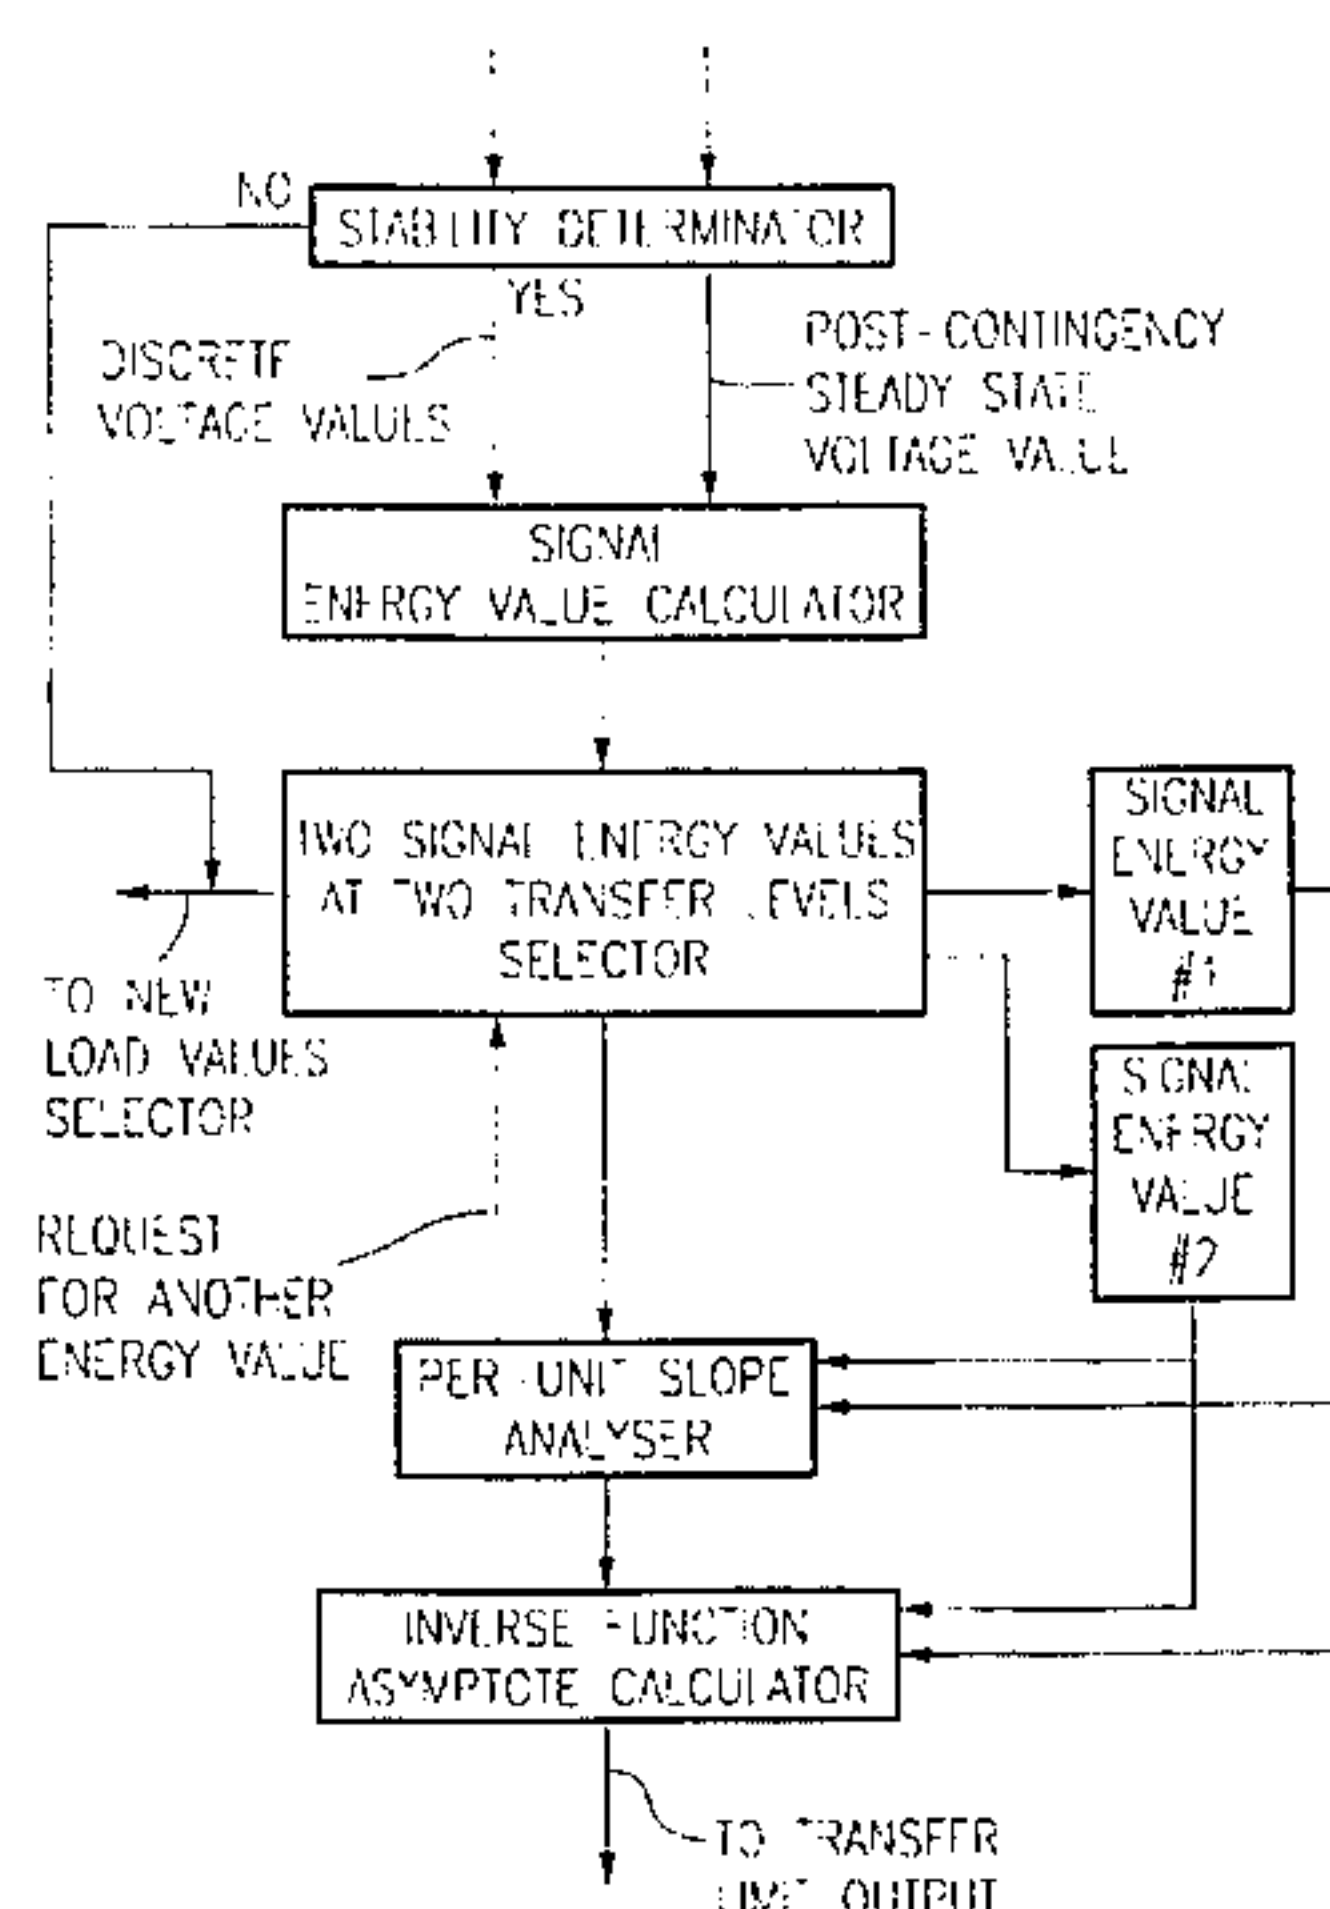 NO
STABILITY DETERMINATOR
YES
DISCRETE
VOLTAGE VALUES
POST-CONTINGENCY
STEADY STATE
VOLTAGE VALUE
SIGNAL
ENERGY VALUE CALCULATOR
TWO SIGNAL ENERGY VALUES
AT TWO TRANSFER LEVELS
SELECTOR
SIGNAL
ENERGY
VALUE
#1
TO NEW
LOAD VALUES
SELECTOR
SIGNAL
ENERGY
VALUE
#2
REQUEST
FOR ANOTHER
ENERGY VALUE
PER-UNIT SLOPE
ANALYSER
INVERSE FUNCTION
ASYMPTOTE CALCULATOR
TO TRANSFER
LIMIT OUTPUT